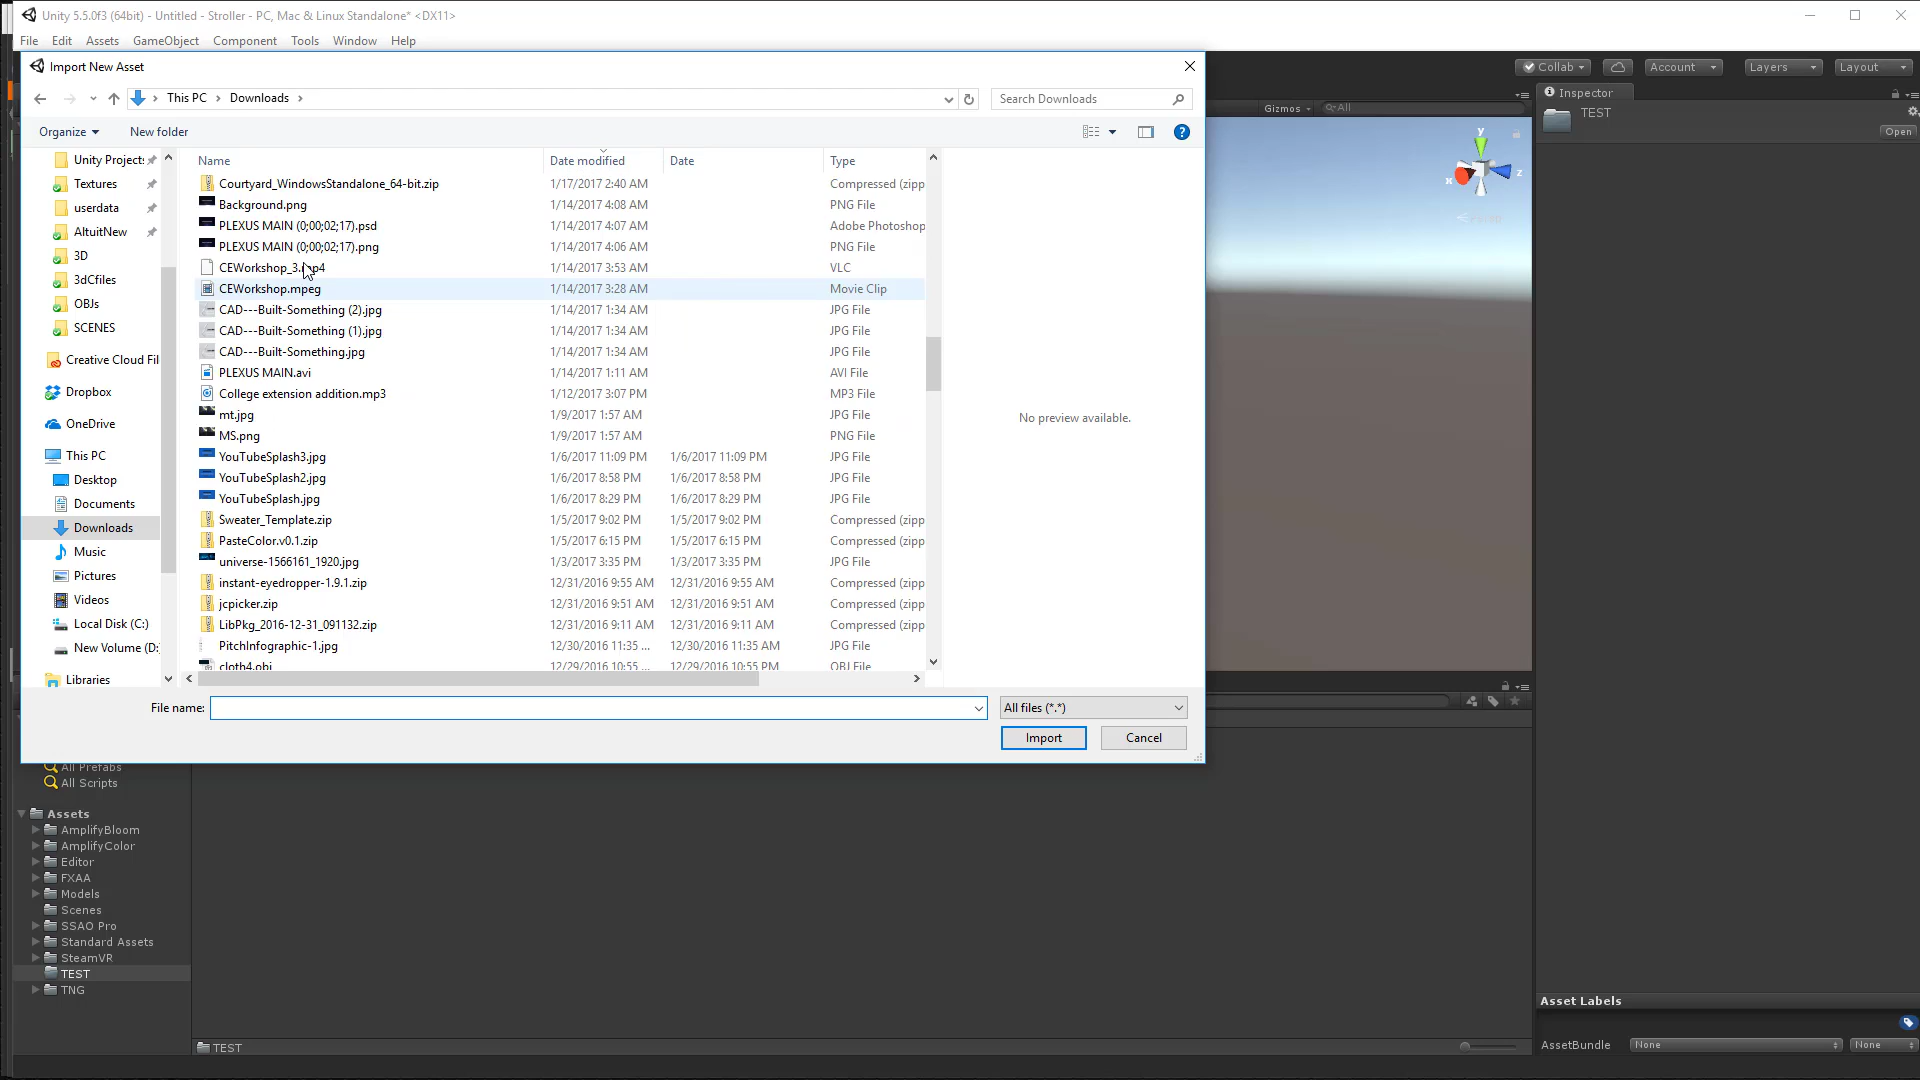 Unity 5.5.0f3 (64bit) - Untitled - Stroller - PC, Mac & Linux Standalone* <DX11>
File Edit Assets GameObject Component Tools Window Help
Import New Asset
This PC Downloads
Search Downloads
Organize New folder
Collab Account Layers Layout
Gizmos All
Inspector
TEST
Open
y
x
z
Unity Projects
Textures
userdata
AltuitNew
3D
3dCfiles
OBJs
SCENES
Creative Cloud Fil
Dropbox
OneDrive
This PC
Desktop
Documents
Downloads
Music
Pictures
Videos
Local Disk (C:)
New Volume (D:
Libraries
Name Date modified Date Type
Courtyard_WindowsStandalone_64-bit.zip 1/17/2017 2:40 AM Compressed (zipp
Background.png 1/14/2017 4:08 AM PNG File
PLEXUS MAIN (0;00;02;17).psd 1/14/2017 4:07 AM Adobe Photoshop
PLEXUS MAIN (0;00;02;17).png 1/14/2017 4:06 AM PNG File
CEWorkshop_3.mp4 1/14/2017 3:53 AM VLC
CEWorkshop.mpeg 1/14/2017 3:28 AM Movie Clip
CAD---Built-Something (2).jpg 1/14/2017 1:34 AM JPG File
CAD---Built-Something (1).jpg 1/14/2017 1:34 AM JPG File
CAD---Built-Something.jpg 1/14/2017 1:34 AM JPG File
PLEXUS MAIN.avi 1/14/2017 1:11 AM AVI File
College extension addition.mp3 1/12/2017 3:07 PM MP3 File
mt.jpg 1/9/2017 1:57 AM JPG File
MS.png 1/9/2017 1:57 AM PNG File
YouTubeSplash3.jpg 1/6/2017 11:09 PM 1/6/2017 11:09 PM JPG File
YouTubeSplash2.jpg 1/6/2017 8:58 PM 1/6/2017 8:58 PM JPG File
YouTubeSplash.jpg 1/6/2017 8:29 PM 1/6/2017 8:29 PM JPG File
Sweater_Template.zip 1/5/2017 9:02 PM 1/5/2017 9:02 PM Compressed (zipp
PasteColor.v0.1.zip 1/5/2017 6:15 PM 1/5/2017 6:15 PM Compressed (zipp
universe-1566161_1920.jpg 1/3/2017 3:35 PM 1/3/2017 3:35 PM JPG File
instant-eyedropper-1.9.1.zip 12/31/2016 9:55 AM 12/31/2016 9:55 AM Compressed (zipp
jcpicker.zip 12/31/2016 9:51 AM 12/31/2016 9:51 AM Compressed (zipp
LibPkg_2016-12-31_091132.zip 12/31/2016 9:11 AM 12/31/2016 9:11 AM Compressed (zipp
PitchInfographic-1.jpg 12/30/2016 11:35 ... 12/30/2016 11:35 AM JPG File
cloth4.obj 12/29/2016 10:55 ... 12/29/2016 10:55 PM OBJ File
No preview available.
File name: All files (*.*)
Import Cancel
All Prefabs
All Scripts
Assets
AmplifyBloom
AmplifyColor
Editor
FXAA
Models
Scenes
SSAO Pro
Standard Assets
SteamVR
TEST
TNG
TEST
Asset Labels
AssetBundle None None